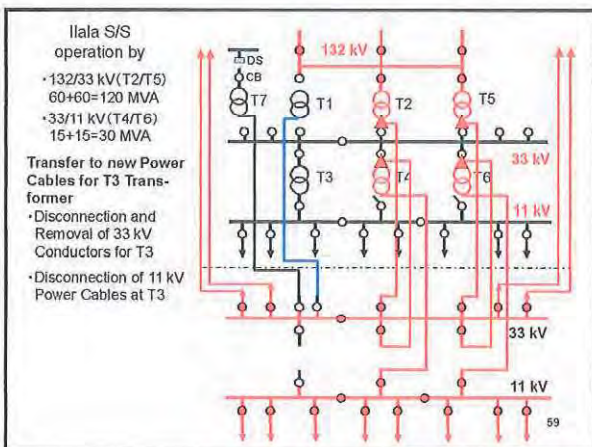 Ilala S/S
operation by
・132/33 kV(T2/T5)
60+60=120 MVA
・33/11 kV(T4/T6)
15+15=30 MVA
Transfer to new Power
Cables for T3 Trans-
former
・Disconnection and
Removal of 33 kV
Conductors for T3
・Disconnection of 11 kV
Power Cables at T3
132 kV
DS
CB
T7
T1
T2
T5
33 kV
T3
T4
T6
11 kV
33 kV
11 kV
59